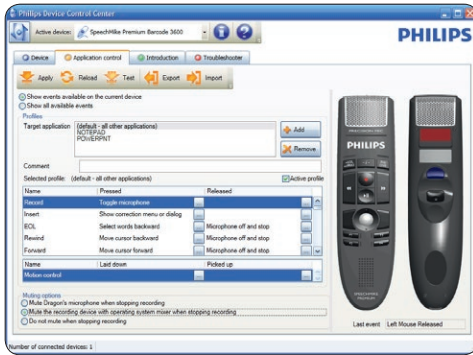 Philips Device Control Center
Active device: SpeechMike Premium Barcode 3600
PHILIPS
Device Application control Introduction Troubleshooter
Apply Reload Test Export Import
Show events available on the current device
Show all available events
Profiles
Target application (default - all other applications)
NOTEPAD
POWERPNT
Add
Remove
Comment
Selected profile: (default - all other applications) Active profile
Name Pressed Released
Record Toggle microphone
Insert Show correction menu or dialog
EOL Select words backward Microphone off and stop
Rewind Move cursor backward Microphone off and stop
Forward Move cursor forward Microphone off and stop
Name Laid down Picked up
Motion control
Muting options
Mute Dragon's microphone when stopping recording
Mute the recording device with operating system mixer when stopping recording
Do not mute when stopping recording
PHILIPS
Last event Left Mouse Released
Number of connected devices: 1